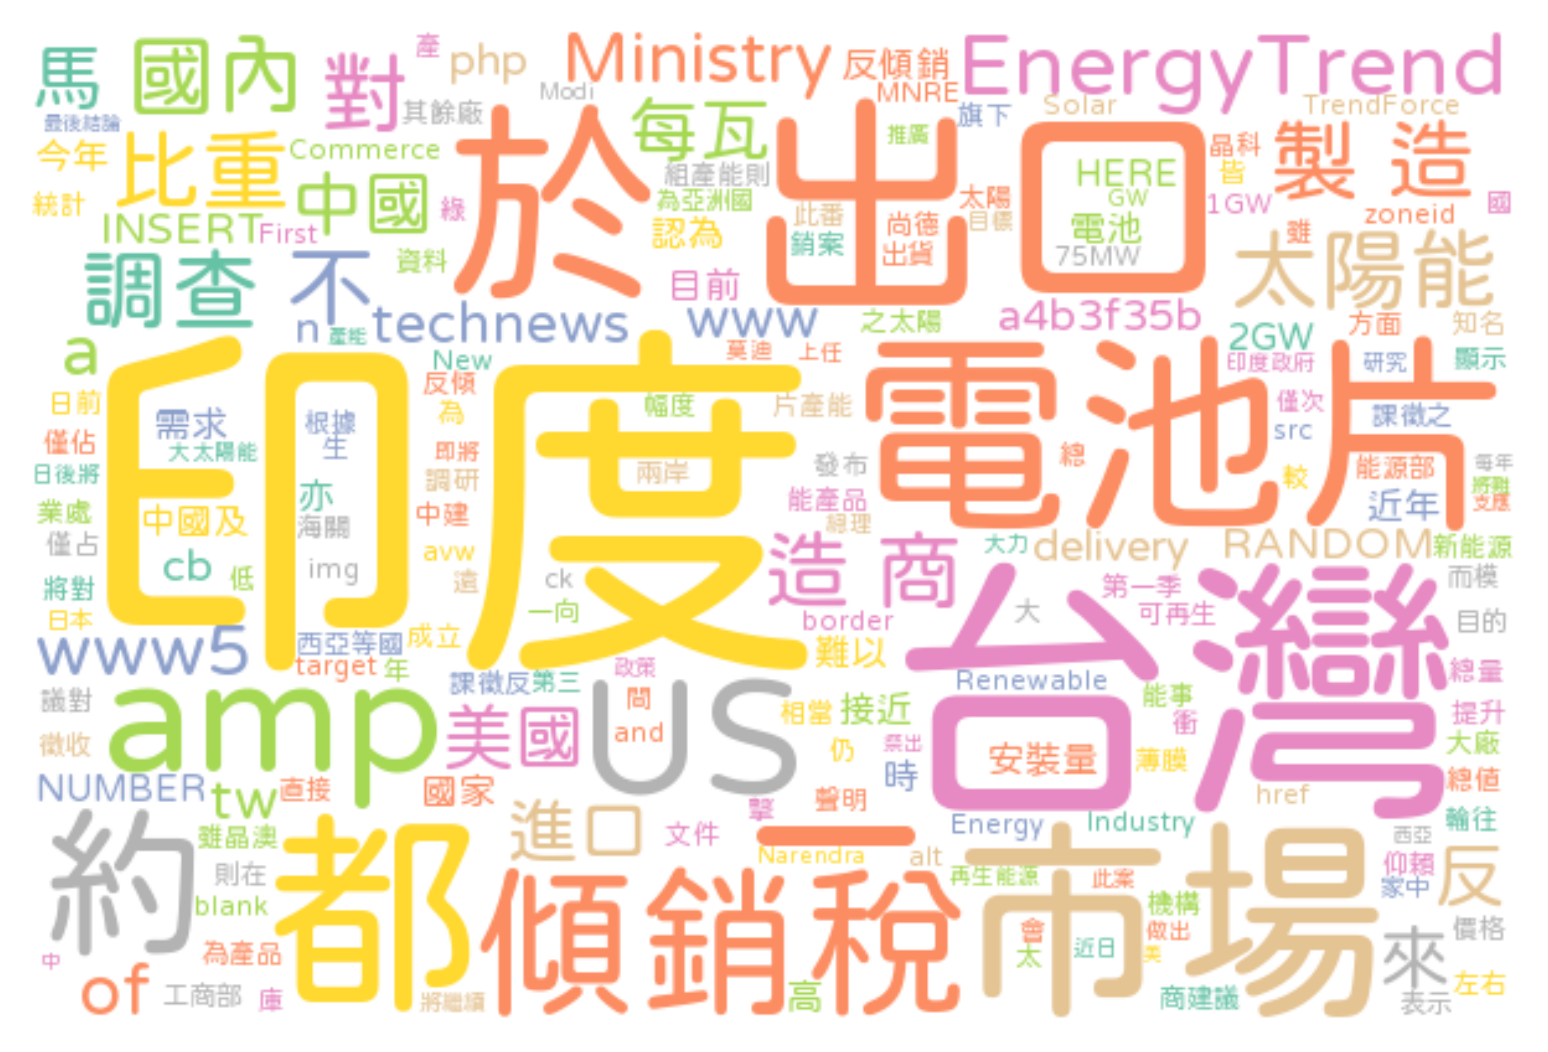 馬
國內
對
產
php
Ministry
反傾銷
EnergyTrend
最後結論
其餘廠
Modi
MNRE
旗下
Solar
TrendForce
今年
比重
Commerce
於
每瓦
出口
推廣
HERE
晶科
製造
統計
中國
綠
組產能則
為亞洲國
此番
尚德
太陽
目標
GW
電池
皆
1GW
zoneid
國
INSERT
First
認為
銷案
出貨
75MW
雖
太陽能
調查
不
資料
目前
n
產能
technews
www
之太陽
a4b3f35b
2GW
方面
知名
a
New
莫迪
上任
印度政府
研究
顯示
印度
電池片
日前
反傾
為
幅度
片產能
僅次
課徵之
需求
根據
生
src
僅佔
大太陽能
即將
兩岸
發布
總
能源部
每年
日後將
調研
較
亦
能產品
近年
支應
業處
中國及
海關
中建
綠理
僅占
造商
大力
delivery
RANDOM
新能源
cb
低
img
avw
遠
ck
將對
第一季
而模
日本
一向
border
大
可再生
目的
www5
西亞等國
成立
難以
台灣
target
年
課徵反
第三
政策
Renewable
總量
議對
amp
美國
US
間
and
相當
接近
能事
衝
提升
徵收
仍
時
安裝量
薄膜
大廠
NUMBER
tw
直接
國家
聲明
href
總值
約
雖晶澳
都
進口
擎
文件
一
Narendra
alt
Energy
Industry
西亞
輸往
則在
再生能源
此案
仰賴
家中
反
blank
傾銷稅
市場
機構
會
太
近日
做出
美
來
價格
中
of
為產品
工商部
庫
將繼續
高
商建議
表示
左右